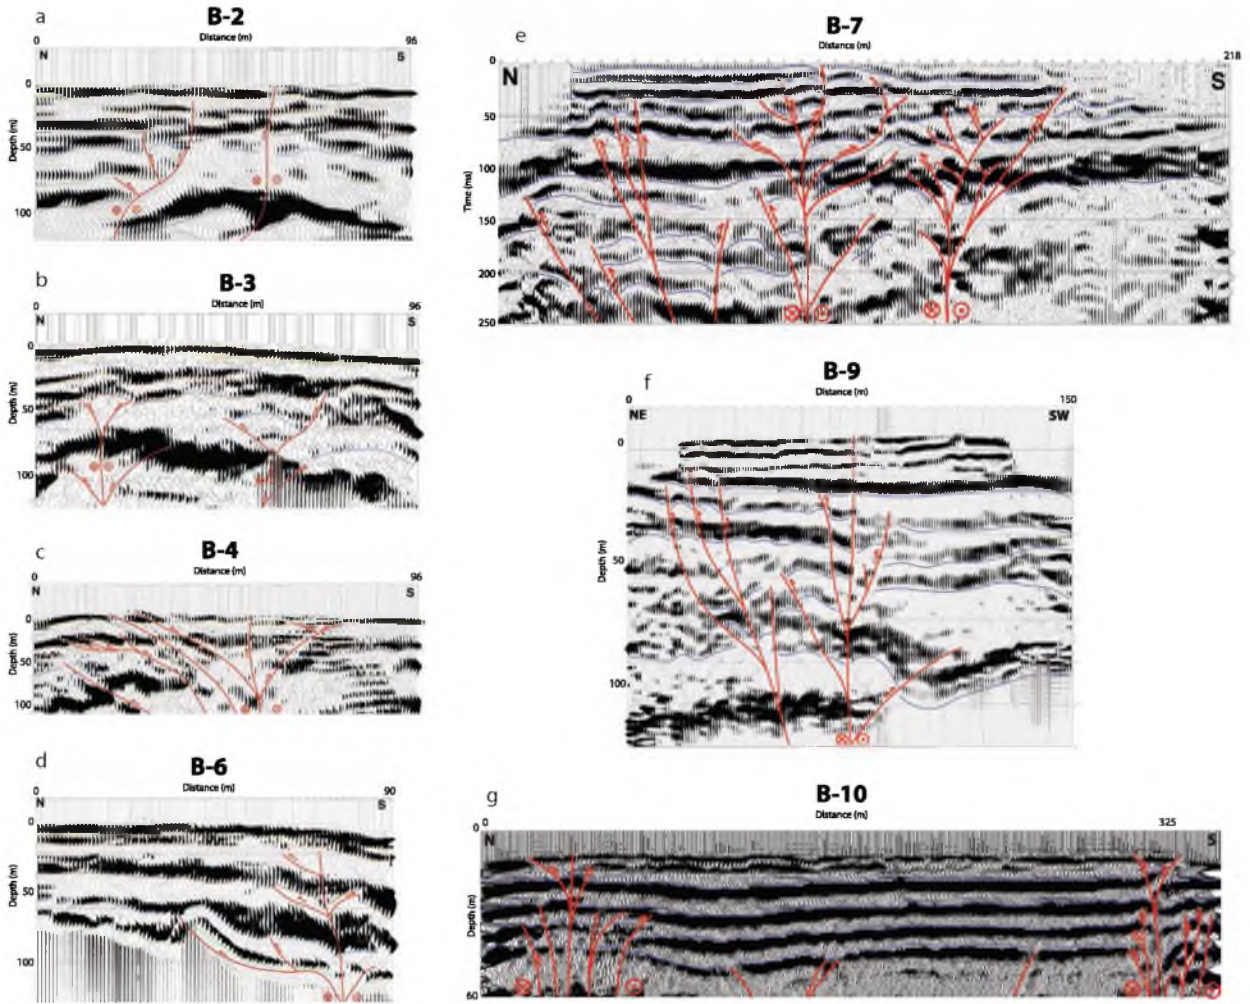 a
B-2
Distance (m)
0 96
N S
0
50
100
Depth (m)
b
B-3
Distance (m)
0 96
N S
0
50
100
Depth (m)
c
B-4
Distance (m)
0 96
N S
0
50
100
Depth (m)
d
B-6
Distance (m)
0 90
N S
0
50
100
Depth (m)
e
B-7
Distance (m)
218
N S
0
50
100
150
200
250
Time (ms)
f
B-9
Distance (m)
0 150
NE SW
0
50
100
Depth (m)
g
B-10
Distance (m)
0 0 325
N S
Depth (m)
60